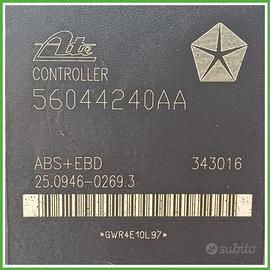 Ate
CONTROLLER
56044240AA
ABS+EBD 343016
25.0946-0269.3
*GWR4E10L97*
subito